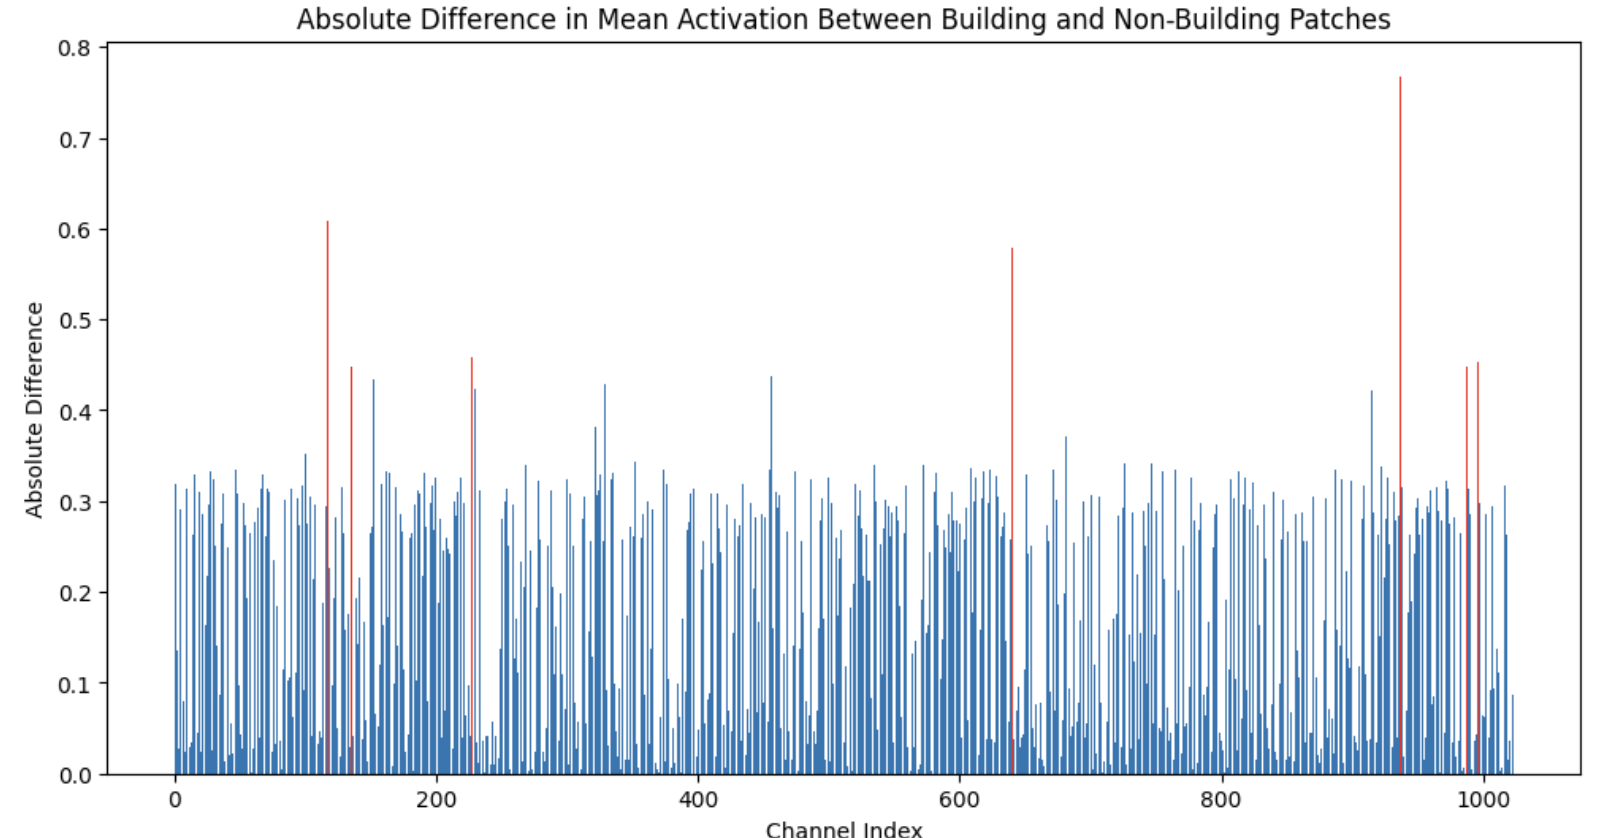 Absolute Difference in Mean Activation Between Building and Non-Building Patches
Absolute Difference
0.8
0.7
0.6
0.5
0.4
0.3
0.2
0.1
0.0
0 200 400 600 800 1000
Channel Index